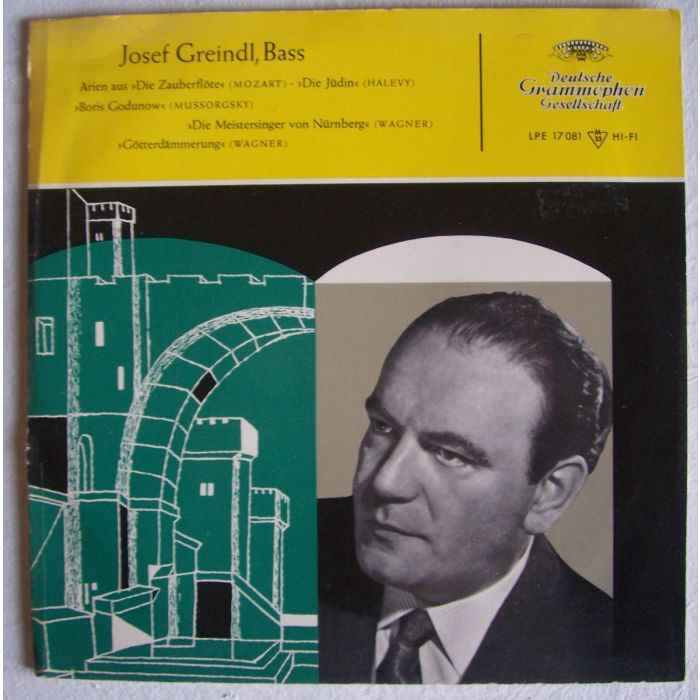 Josef Greindl, Bass
Arien aus »Die Zauberflöte« (MOZART) - »Die Jüdin« (HALEVY)
»Boris Godunow« (MUSSORGSKY)
»Die Meistersinger von Nürnberg« (WAGNER)
»Götterdämmerung« (WAGNER)
Deutsche
Grammophon
Gesellschaft
LPE 17 081 M 33 HI-FI